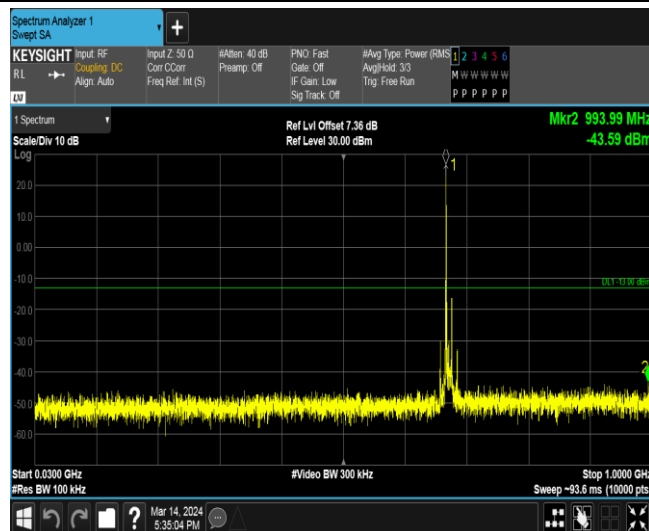 Spectrum Analyzer 1
Swept SA
KEYSIGHT Input: RF Input Z: 50 Ω #Atten: 40 dB PNO: Fast #Avg Type: Power (RMS 1 2 3 4 5 6
RL Coupling: DC Corr CCorr Preamp: Off Gate: Off Avg|Hold: 3/3 M W W W W W
Align: Auto Freq Ref: Int (S) IF Gain: Low Trig: Free Run
Sig Track: Off P P P P P P
LXI
1 Spectrum Ref Lvl Offset 7.36 dB Mkr2 993.99 MHz
Scale/Div 10 dB Ref Level 30.00 dBm -43.59 dBm
Log
1
20.0
10.0
0.00
-10.0
DL1 -13.00 dBm
-20.0
-30.0
-40.0
2
-50.0
-60.0
Start 0.0300 GHz #Video BW 300 kHz Stop 1.0000 GHz
#Res BW 100 kHz Sweep ~93.6 ms (10000 pts
? Mar 14, 2024
5:35:04 PM